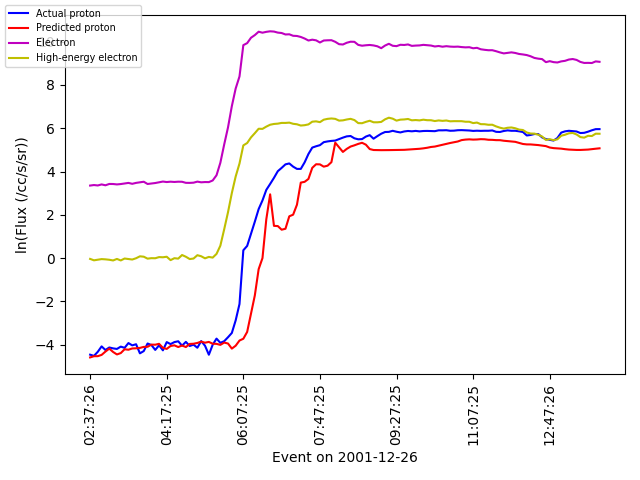 Actual proton
Predicted proton
Electron
High-energy electron
ln(Flux (/cc/s/sr))
8
6
4
2
0
−2
−4
02:37:26
04:17:25
06:07:25
07:47:25
09:27:25
11:07:25
12:47:26
Event on 2001-12-26